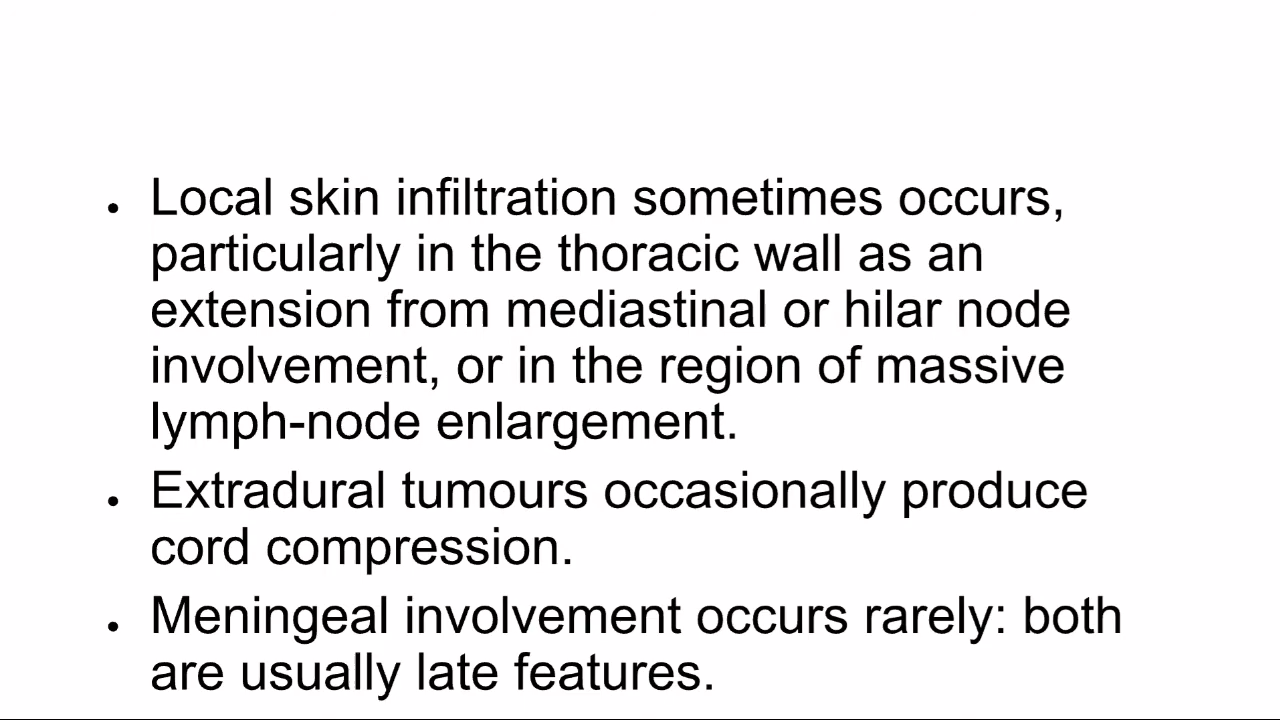 • Local skin infiltration sometimes occurs,
particularly in the thoracic wall as an
extension from mediastinal or hilar node
involvement, or in the region of massive
lymph-node enlargement.
• Extradural tumours occasionally produce
cord compression.
• Meningeal involvement occurs rarely: both
are usually late features.